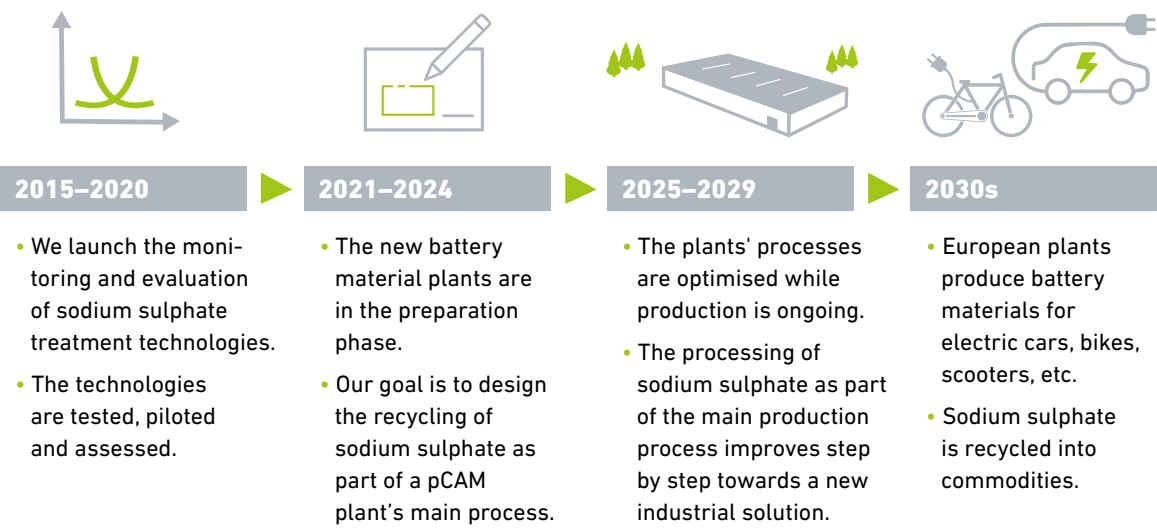 2015–2020
• We launch the moni-
toring and evaluation
of sodium sulphate
treatment technologies.
• The technologies
are tested, piloted
and assessed.
2021–2024
• The new battery
material plants are
in the preparation
phase.
• Our goal is to design
the recycling of
sodium sulphate as
part of a pCAM
plant’s main process.
2025–2029
• The plants' processes
are optimised while
production is ongoing.
• The processing of
sodium sulphate as part
of the main production
process improves step
by step towards a new
industrial solution.
2030s
• European plants
produce battery
materials for
electric cars, bikes,
scooters, etc.
• Sodium sulphate
is recycled into
commodities.